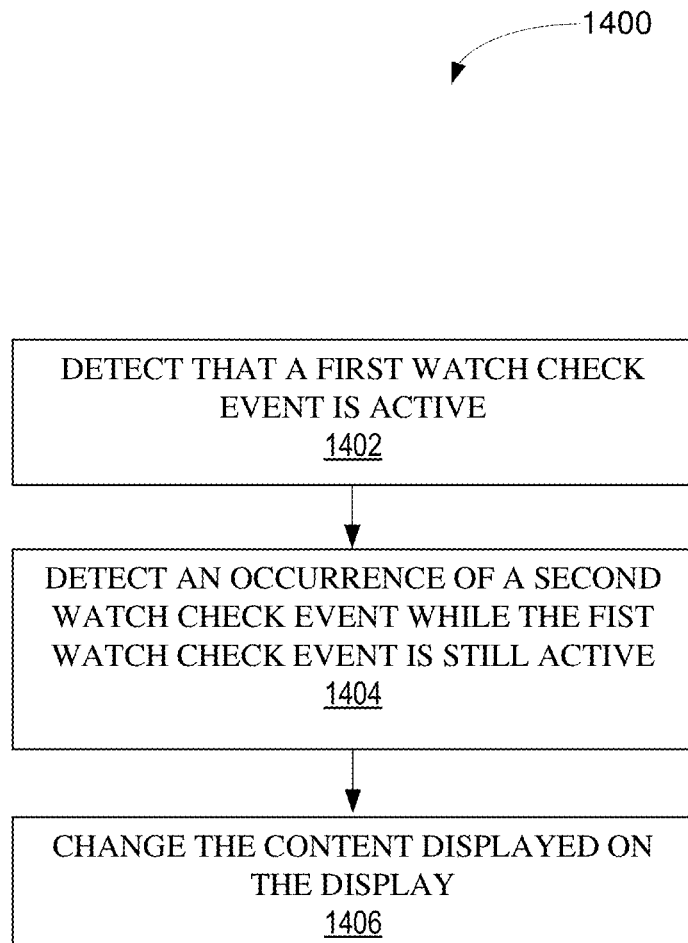 1400
DETECT THAT A FIRST WATCH CHECK
EVENT IS ACTIVE
1402
DETECT AN OCCURRENCE OF A SECOND
WATCH CHECK EVENT WHILE THE FIST
WATCH CHECK EVENT IS STILL ACTIVE
1404
CHANGE THE CONTENT DISPLAYED ON
THE DISPLAY
1406